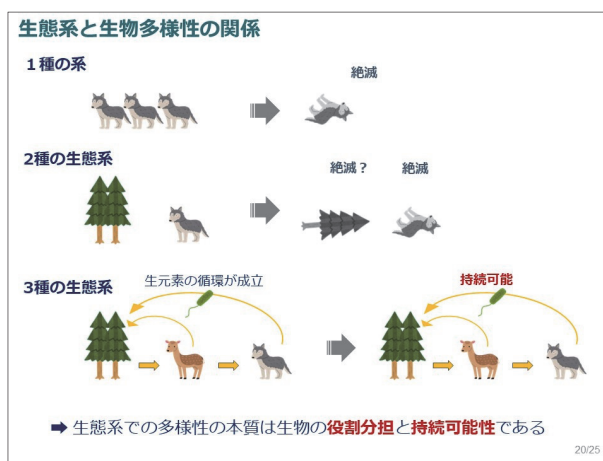 生態系と生物多様性の関係
1種の系
絶滅
2種の生態系
絶滅？
絶滅
3種の生態系
生元素の循環が成立
持続可能
➡ 生態系での多様性の本質は生物の役割分担と持続可能性である
20/25